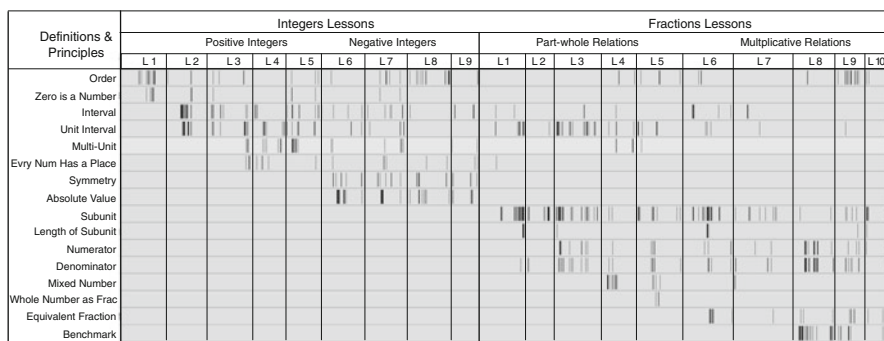 Integers Lessons Fractions Lessons
Definitions & Principles
Positive Integers Negative Integers Part-whole Relations Multplicative Relations
L 1 L 2 L 3 L 4 L 5 L 6 L 7 L 8 L 9 L 1 L 2 L 3 L 4 L 5 L 6 L 7 L 8 L 9 L 10
Order
Zero is a Number
Interval
Unit Interval
Multi-Unit
Evry Num Has a Place
Symmetry
Absolute Value
Subunit
Length of Subunit
Numerator
Denominator
Mixed Number
Whole Number as Frac
Equivalent Fraction
Benchmark